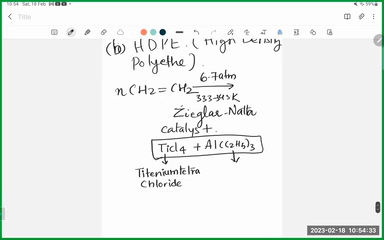 10:54 Sat, 18 Feb
Title
(b) HDPE. (High Density
Polyethe).
n CH2 = CH2 6-7atm
333-343K
Zieglar-Natta
catalyst.
Ticl4 + Al(C2H5)3
Titeniumtetra
Chloride
2023-02-18 10:54:33